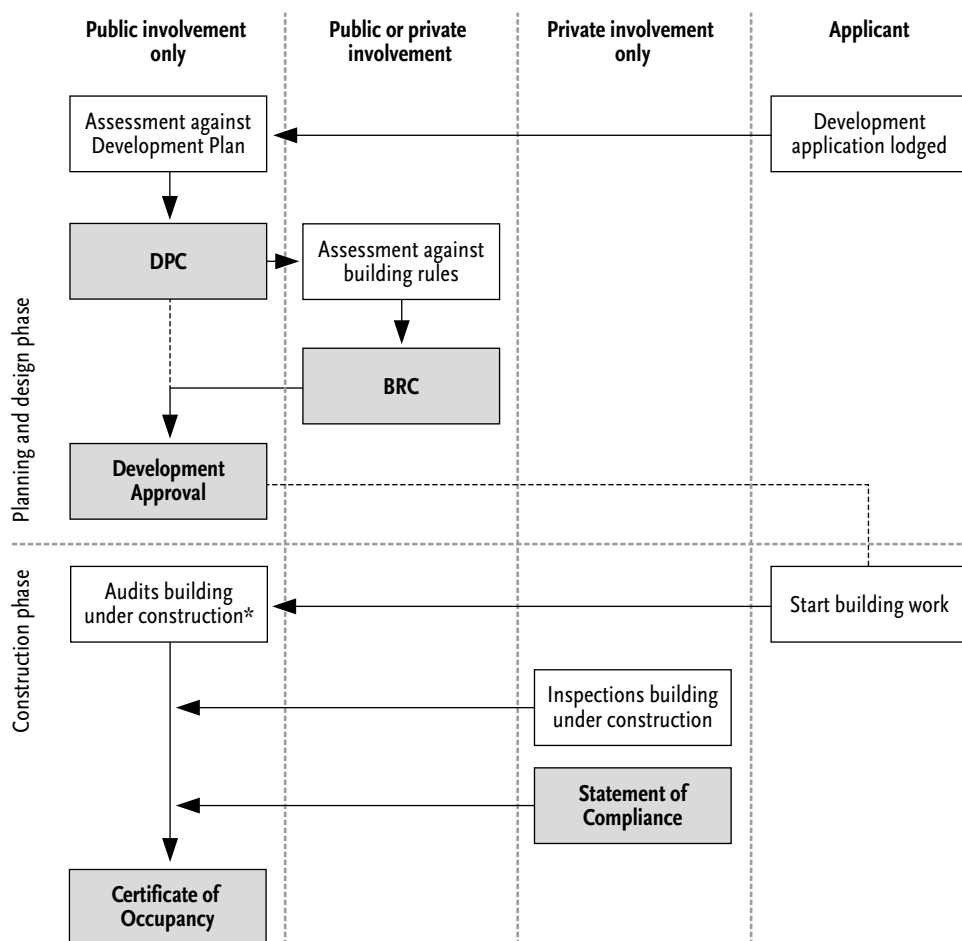 Public involvement
only
Public or private
involvement
Private involvement
only
Applicant
Planning and design phase
Assessment against
Development Plan
Development
application lodged
DPC
Assessment against
building rules
BRC
Development
Approval
Construction phase
Audits building
under construction*
Start building work
Inspections building
under construction
Statement of
Compliance
Certificate of
Occupancy